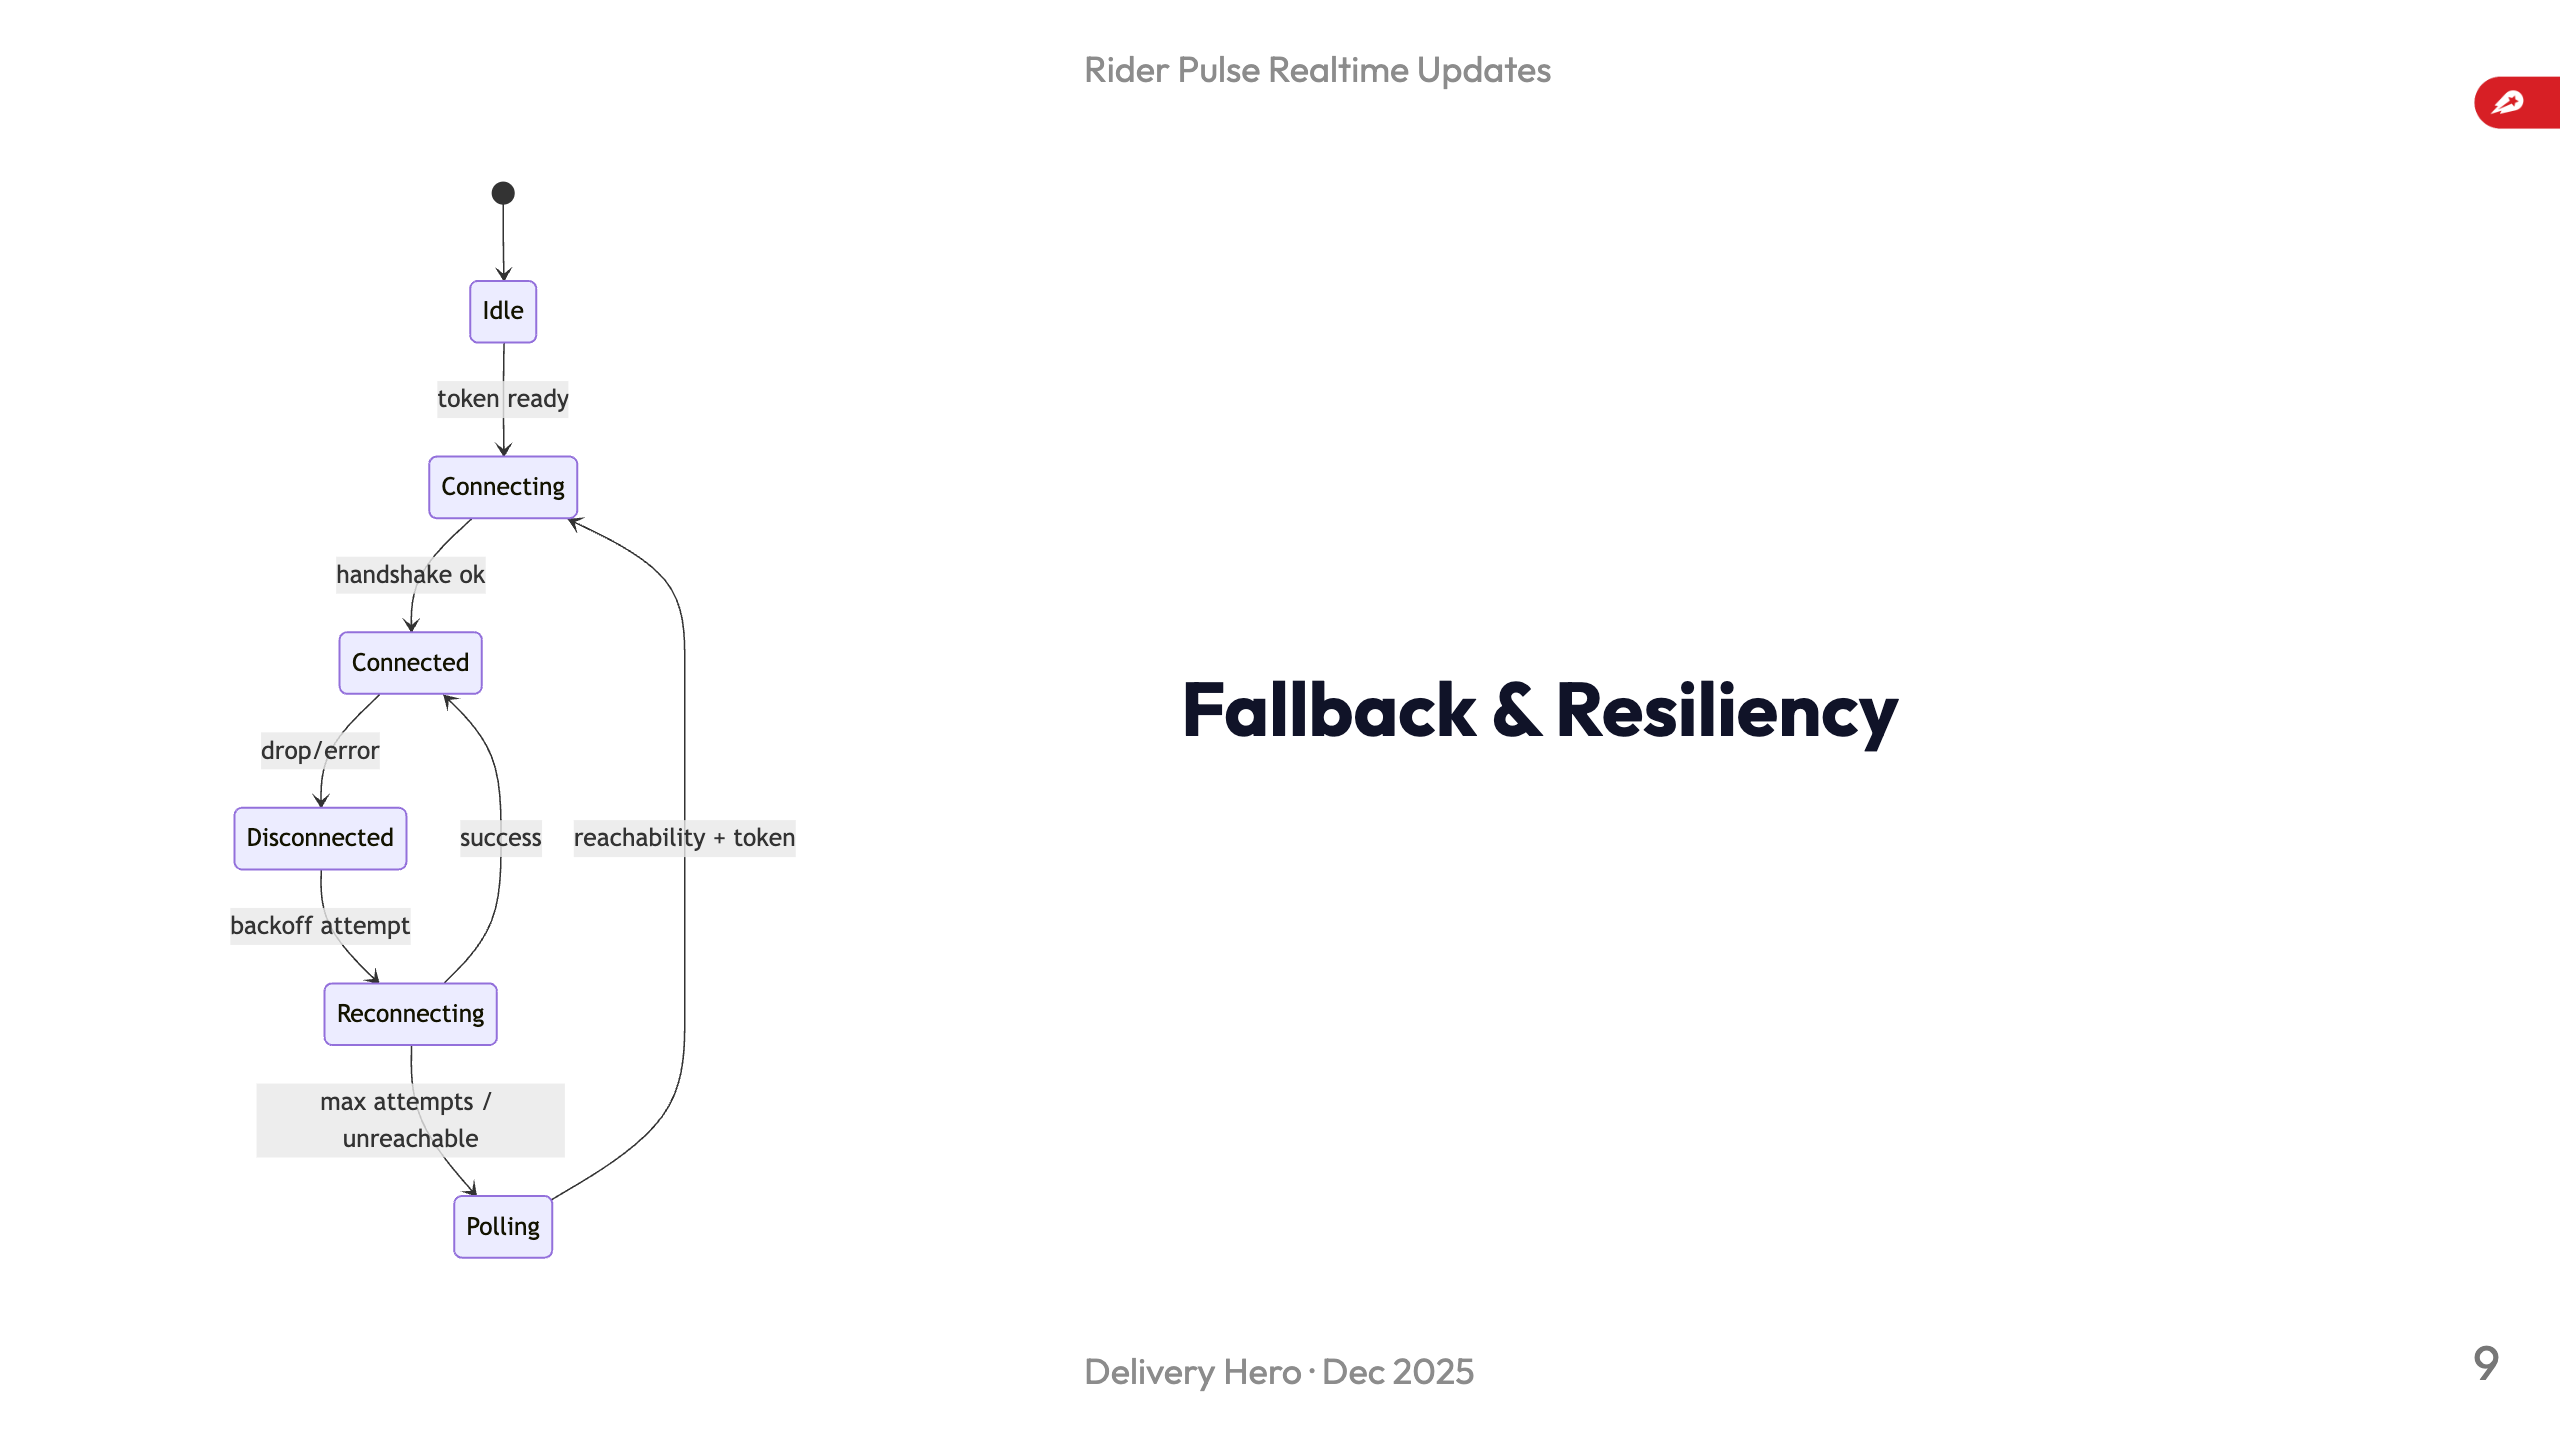 Rider Pulse Realtime Updates
Idle
token ready
Connecting
handshake ok
Connected
drop/error
Disconnected
success
reachability + token
backoff attempt
Reconnecting
max attempts /
unreachable
Polling
Fallback & Resiliency
Delivery Hero · Dec 2025
9